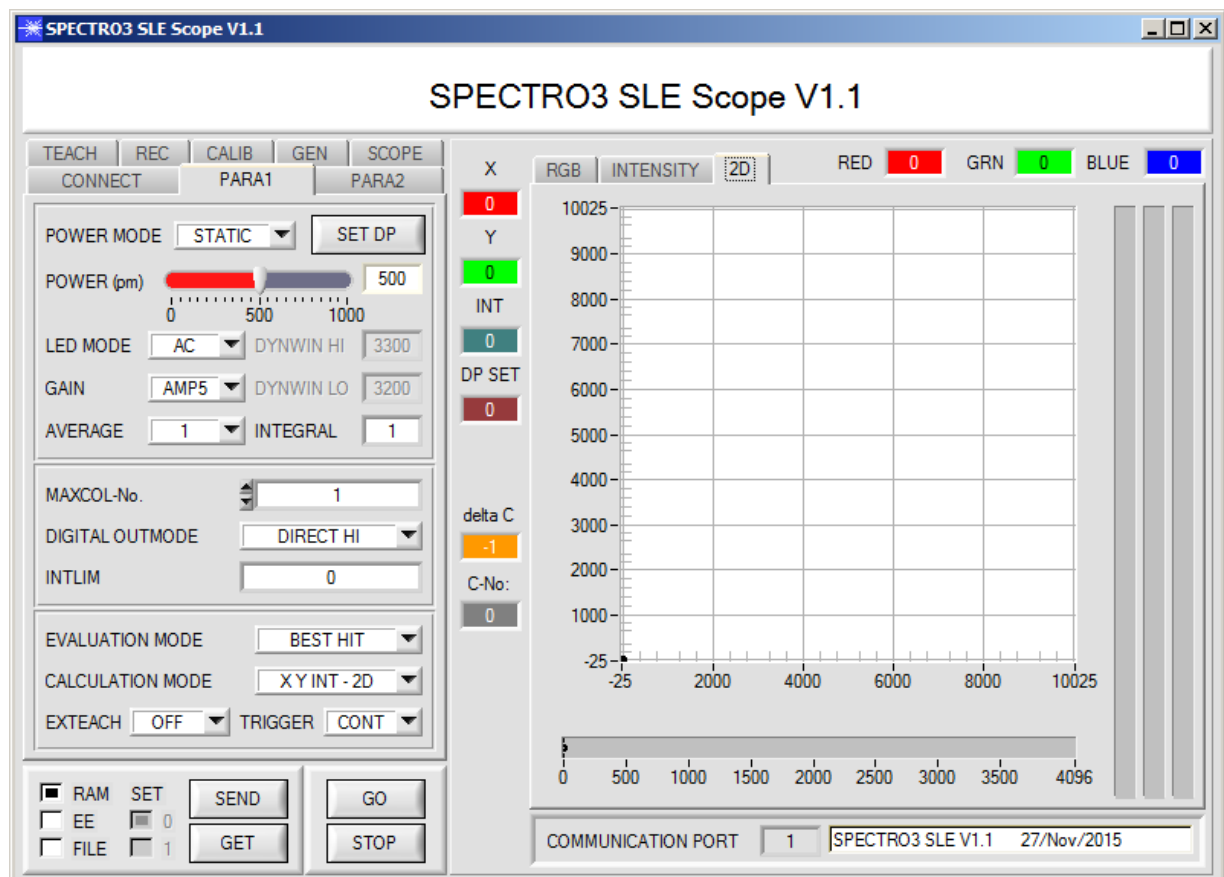 SPECTRO3 SLE Scope V1.1
SPECTRO3 SLE Scope V1.1
TEACH REC CALIB GEN SCOPE
CONNECT PARA1 PARA2
POWER MODE STATIC SET DP
POWER (pm) 500
0 500 1000
LED MODE AC DYNWIN HI 3300
GAIN AMP5 DYNWIN LO 3200
AVERAGE 1 INTEGRAL 1
MAXCOL-No. 1
DIGITAL OUTMODE DIRECT HI
INTLIM 0
EVALUATION MODE BEST HIT
CALCULATION MODE X Y INT - 2D
EXTEACH OFF TRIGGER CONT
RAM SET SEND GO
EE 0
FILE 1 GET STOP
X
0
Y
0
INT
0
DP SET
0
delta C
-1
C-No:
0
RGB INTENSITY 2D RED 0 GRN 0 BLUE 0
10025
9000
8000
7000
6000
5000
4000
3000
2000
1000
-25
-25 2000 4000 6000 8000 10025
0 500 1000 1500 2000 2500 3000 3500 4096
COMMUNICATION PORT 1 SPECTRO3 SLE V1.1 27/Nov/2015